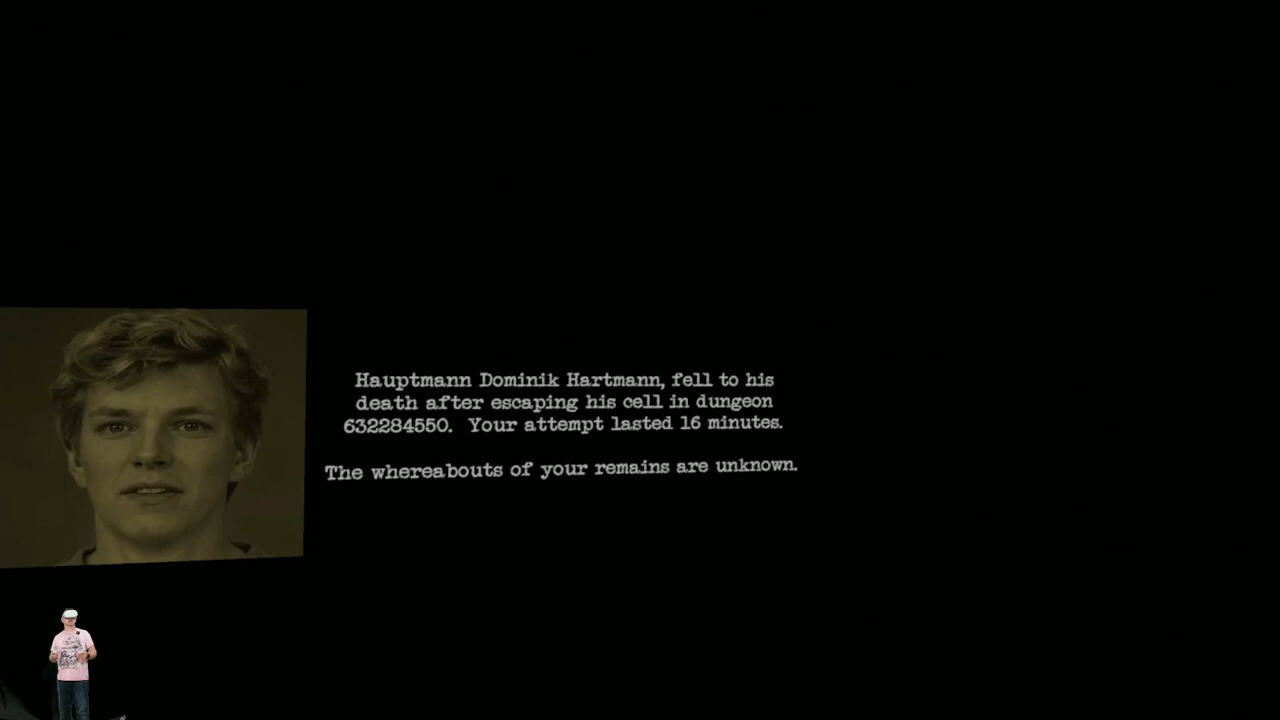 Hauptmann Dominik Hartmann, fell to his
death after escaping his cell in dungeon
632284550. Your attempt lasted 16 minutes.
The whereabouts of your remains are unknown.